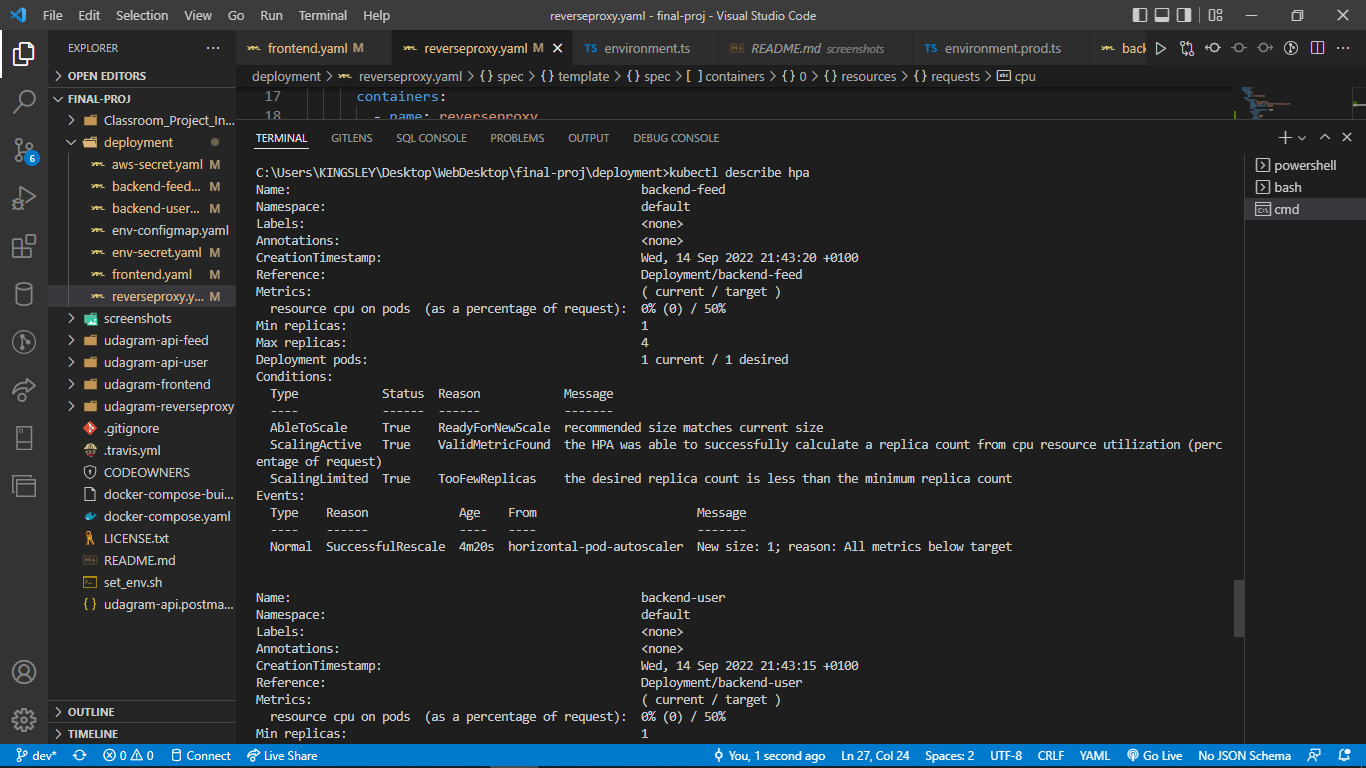 File Edit Selection View Go Run Terminal Help reverseproxy.yaml - final-proj - Visual Studio Code
EXPLORER
frontend.yaml M reverseproxy.yaml M environment.ts README.md screenshots environment.prod.ts back
OPEN EDITORS
deployment > reverseproxy.yaml > {} spec > {} template > {} spec > [ ] containers > {} 0 > {} resources > {} requests > cpu
FINAL-PROJ
Classroom_Project_In...
deployment
aws-secret.yaml M
backend-feed... M
backend-user... M
env-configmap.yaml
env-secret.yaml M
frontend.yaml M
reverseproxy.y... M
screenshots
udagram-api-feed
udagram-api-user
udagram-frontend
udagram-reverseproxy
.gitignore
.travis.yml
CODEOWNERS
docker-compose-bui...
docker-compose.yaml
LICENSE.txt
README.md
set_env.sh
udagram-api.postma...
OUTLINE
TIMELINE
6
17 containers:
18 - name: reverseproxy
TERMINAL GITLENS SQL CONSOLE PROBLEMS OUTPUT DEBUG CONSOLE
powershell
bash
cmd
C:\Users\KINGSLEY\Desktop\WebDesktop\final-proj\deployment>kubectl describe hpa
Name: backend-feed
Namespace: default
Labels: <none>
Annotations: <none>
CreationTimestamp: Wed, 14 Sep 2022 21:43:20 +0100
Reference: Deployment/backend-feed
Metrics: ( current / target )
resource cpu on pods (as a percentage of request): 0% (0) / 50%
Min replicas: 1
Max replicas: 4
Deployment pods: 1 current / 1 desired
Conditions:
Type Status Reason Message
---- ------ ------ -------
AbleToScale True ReadyForNewScale recommended size matches current size
ScalingActive True ValidMetricFound the HPA was able to successfully calculate a replica count from cpu resource utilization (perc
entage of request)
ScalingLimited True TooFewReplicas the desired replica count is less than the minimum replica count
Events:
Type Reason Age From Message
---- ------ ---- ---- -------
Normal SuccessfulRescale 4m20s horizontal-pod-autoscaler New size: 1; reason: All metrics below target
Name: backend-user
Namespace: default
Labels: <none>
Annotations: <none>
CreationTimestamp: Wed, 14 Sep 2022 21:43:15 +0100
Reference: Deployment/backend-user
Metrics: ( current / target )
resource cpu on pods (as a percentage of request): 0% (0) / 50%
Min replicas: 1
dev* 0 0 Connect Live Share You, 1 second ago Ln 27, Col 24 Spaces: 2 UTF-8 CRLF YAML Go Live No JSON Schema